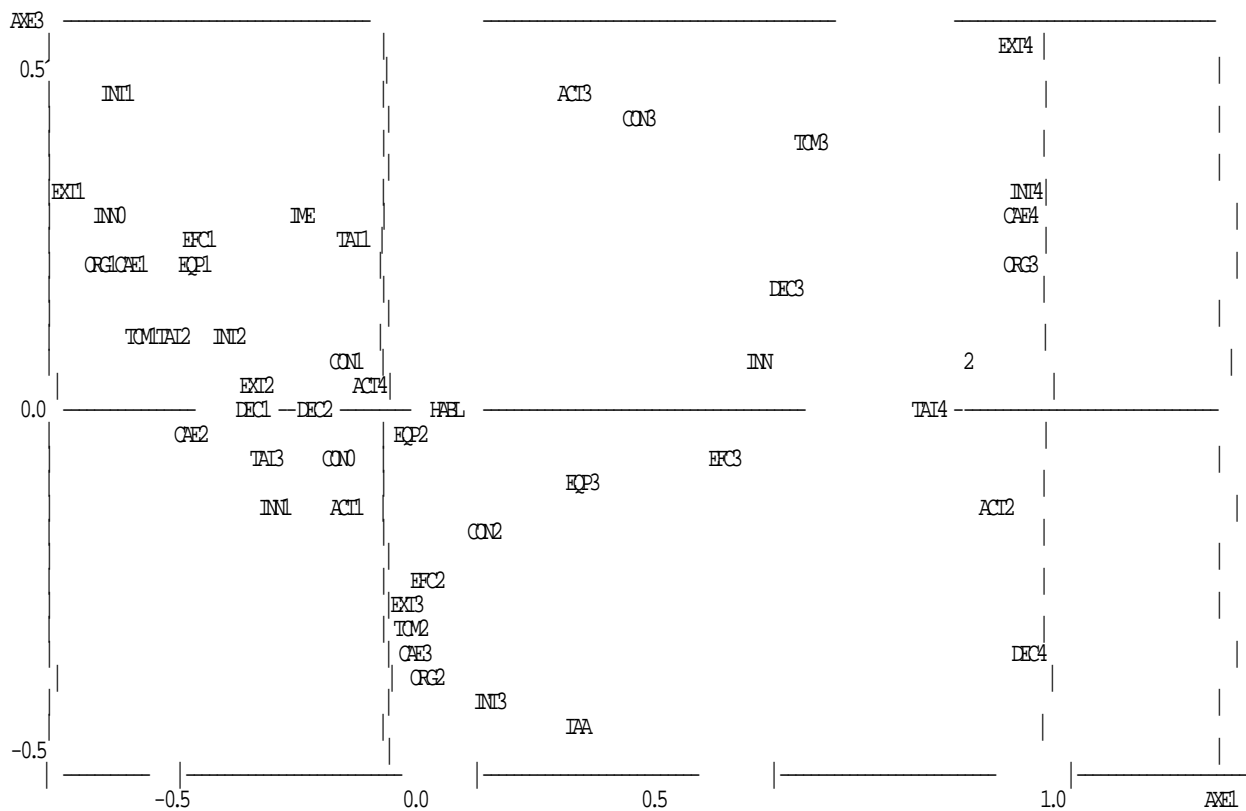 AXE3
EXT4
0.5
INT1 ACT3
CON3
TCM3
EXT1 INT4
INN0 IME CAE4
EFC1 TAI1
ORG1CAE1 EQP1 ORG3
DEC3
TCM1TAI2 INT2
CON1 INN 2
EXT2 ACT4
0.0 DEC1 DEC2 HABL TAI4
CAE2 EQP2
TAI3 CON0 EFC3
EQP3
INN1 ACT1 ACT2
CON2
EFC2
EXT3
TCM2
CAE3 DEC4
ORG2
INT3
IAA
-0.5
-0.5 0.0 0.5 1.0 AXE1